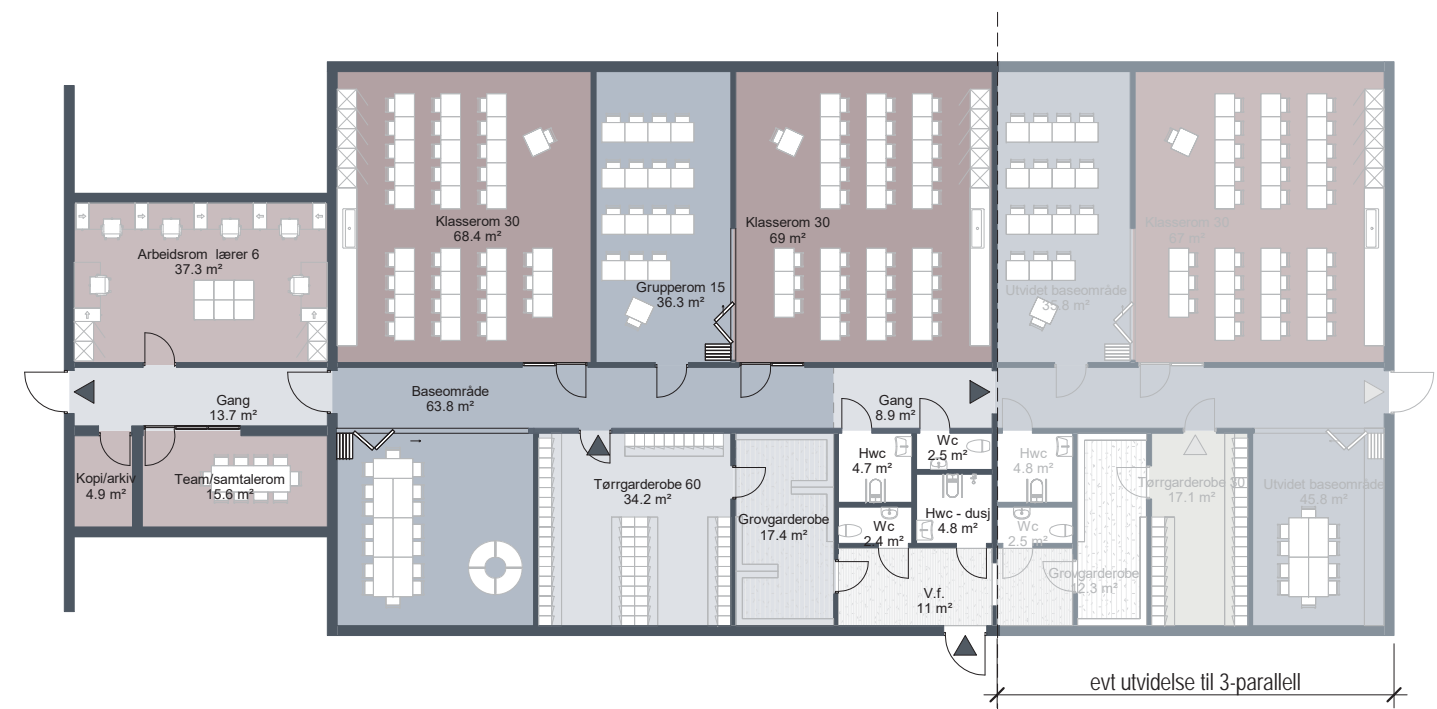 Klasserom 30
68.4 m²
Klasserom 30
69 m²
Klasserom 30
67 m²
Arbeidsrom lærer 6
37.3 m²
Grupperom 15
36.3 m²
Utvidet baseområde
35.8 m²
Gang
13.7 m²
Baseområde
63.8 m²
Gang
8.9 m²
Kopi/arkiv
4.9 m²
Team/samtalerom
15.6 m²
Tørrgarderobe 60
34.2 m²
Grovgarderobe
17.4 m²
Hwc
4.7 m²
Wc
2.5 m²
Hwc
4.8 m²
Tørrgarderobe 30
17.1 m²
Utvidet baseområde
45.8 m²
Wc
2.4 m²
Hwc - dusj
4.8 m²
Wc
2.5 m²
Grovgarderobe
12.3 m²
V.f.
11 m²
evt utvidelse til 3-parallell